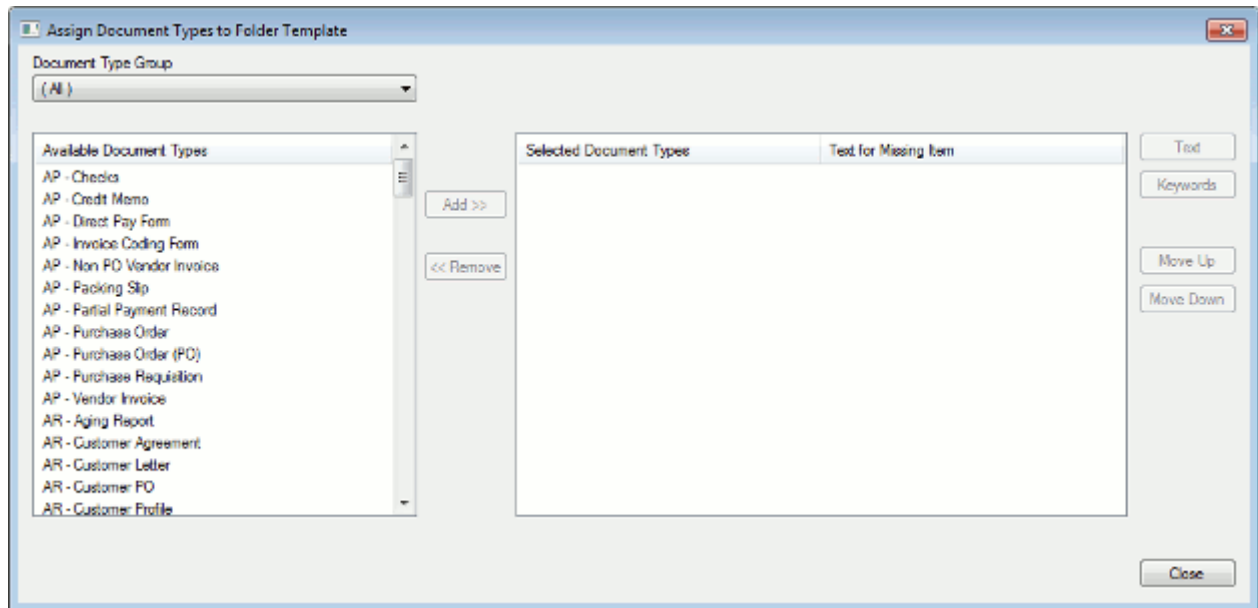 Assign Document Types to Folder Template
Document Type Group
( All )
Available Document Types
AP - Checks
AP - Credit Memo
AP - Direct Pay Form
AP - Invoice Coding Form
AP - Non PO Vendor Invoice
AP - Packing Slip
AP - Partial Payment Record
AP - Purchase Order
AP - Purchase Order (PO)
AP - Purchase Requisition
AP - Vendor Invoice
AR - Aging Report
AR - Customer Agreement
AR - Customer Letter
AR - Customer PO
AR - Customer Profile
Add >>
<< Remove
Selected Document Types Text for Missing Item
Text
Keywords
Move Up
Move Down
Close